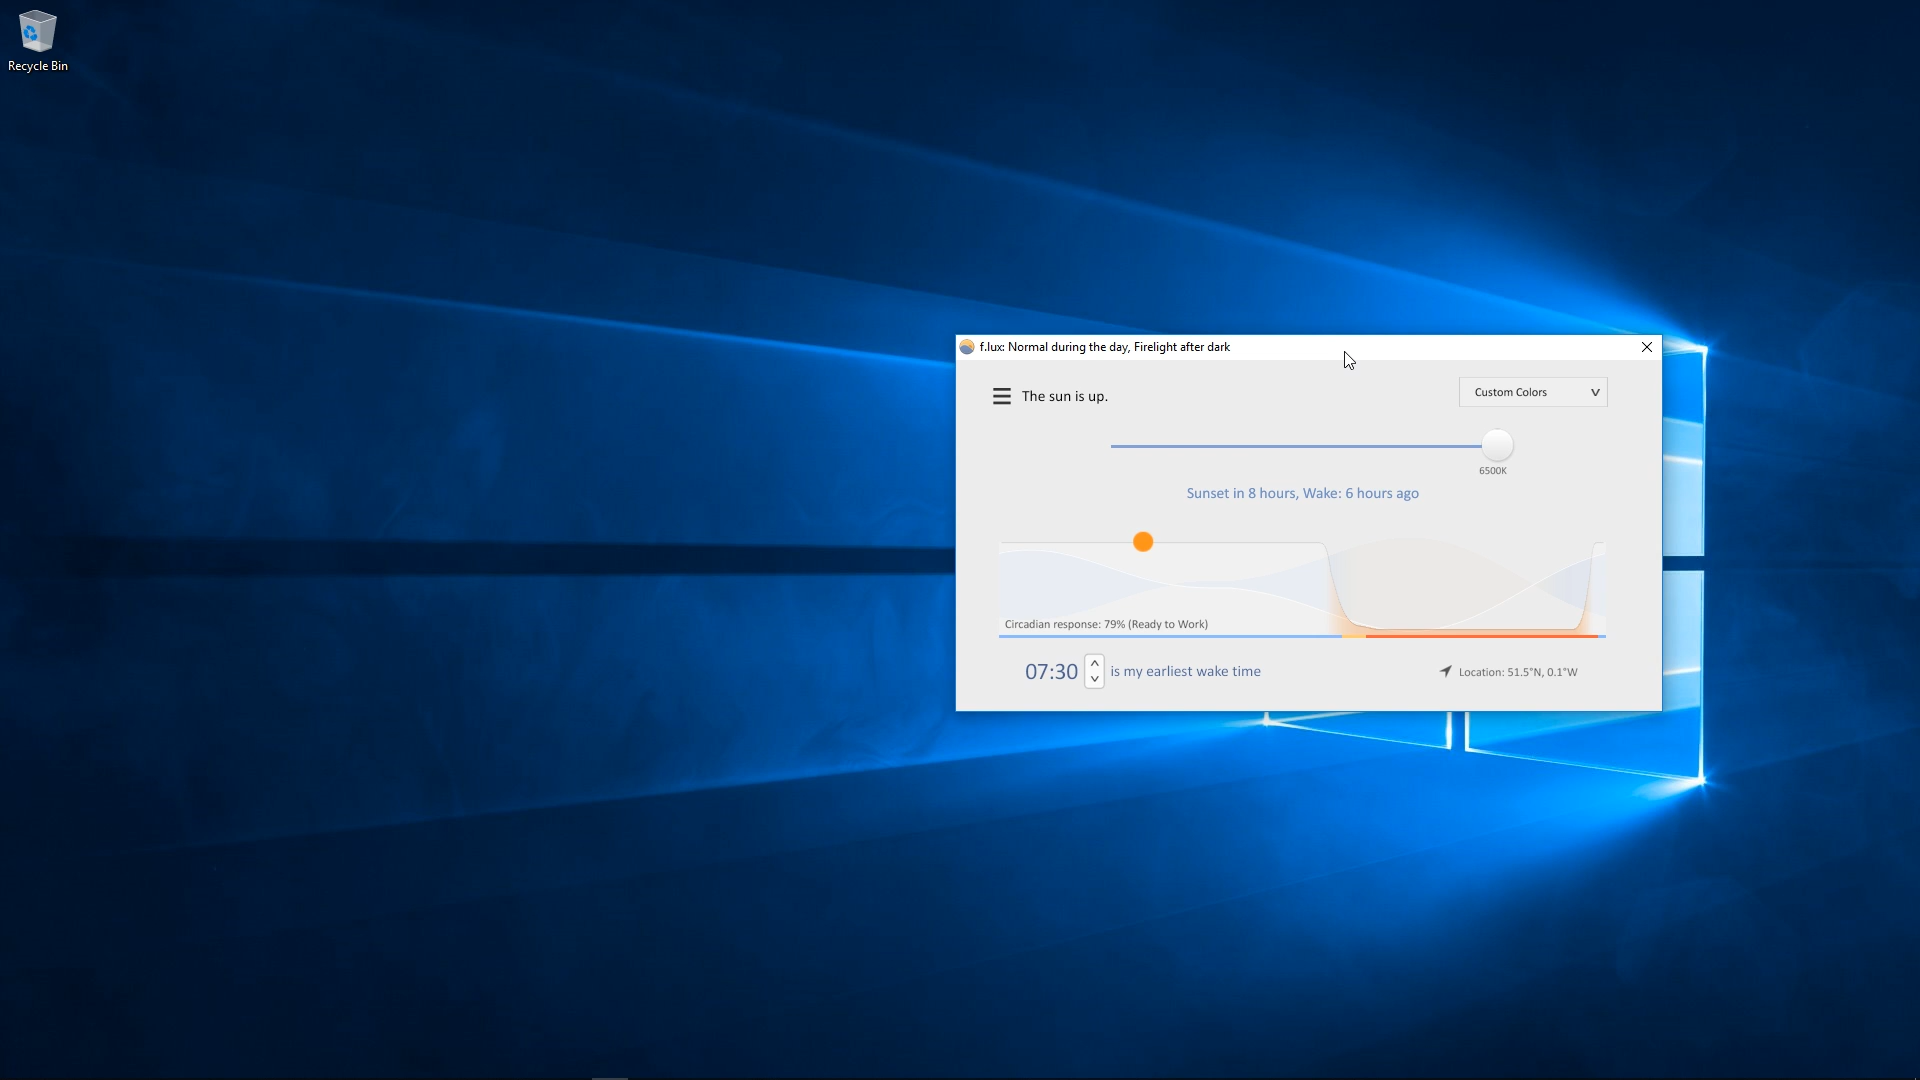 Recycle Bin
f.lux: Normal during the day, Firelight after dark
The sun is up.
Custom Colors
6500K
Sunset in 8 hours, Wake: 6 hours ago
Circadian response: 79% (Ready to Work)
07:30 is my earliest wake time
Location: 51.5°N, 0.1°W